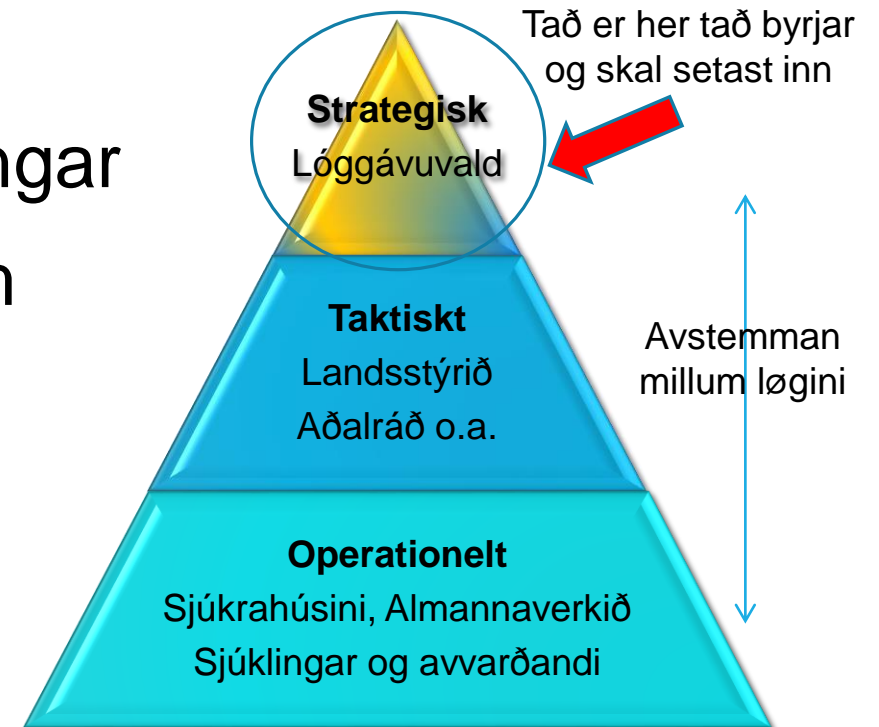 Tað er her tað byrjar
og skal setast inn
Strategisk
Lóggávuvald
Taktiskt
Landsstýrið
Aðalráð o.a.
Avstemman
millum løgini
Operationelt
Sjúkrahúsini, Almannaverkið
Sjúklingar og avvarðandi